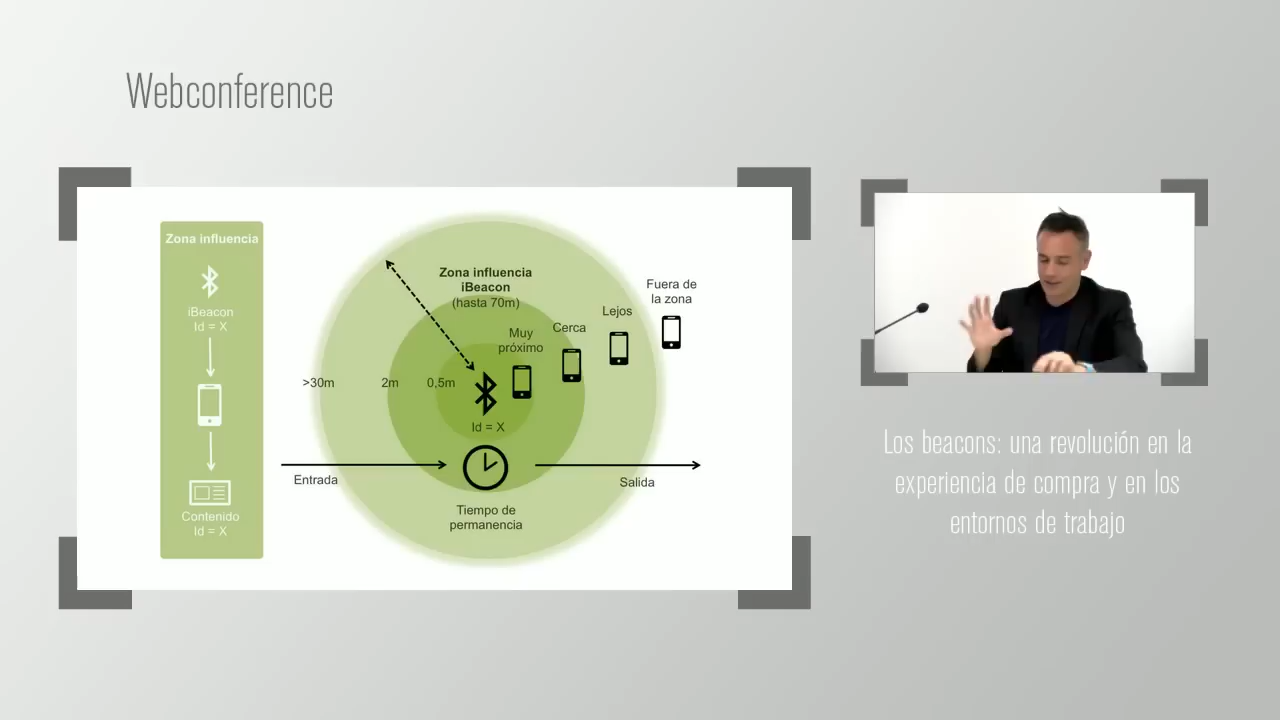 Webconference
Zona influencia
iBeacon
Id = X
Contenido
Id = X
Zona influencia
iBeacon
(hasta 70m)
Muy
próximo
Cerca
Lejos
Fuera de
la zona
>30m
2m
0,5m
Id = X
Entrada
Salida
Tiempo de
permanencia
Los beacons: una revolución en la
experiencia de compra y en los
entornos de trabajo